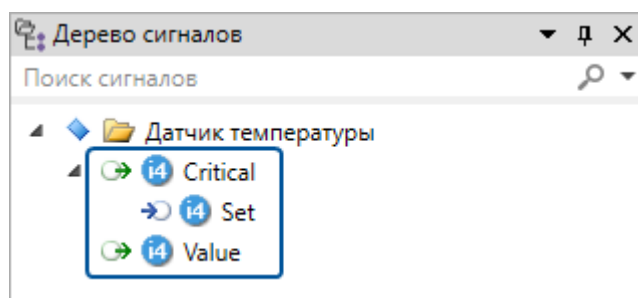 Дерево сигналов
Поиск сигналов
Датчик температуры
i4 Critical
i4 Set
i4 Value